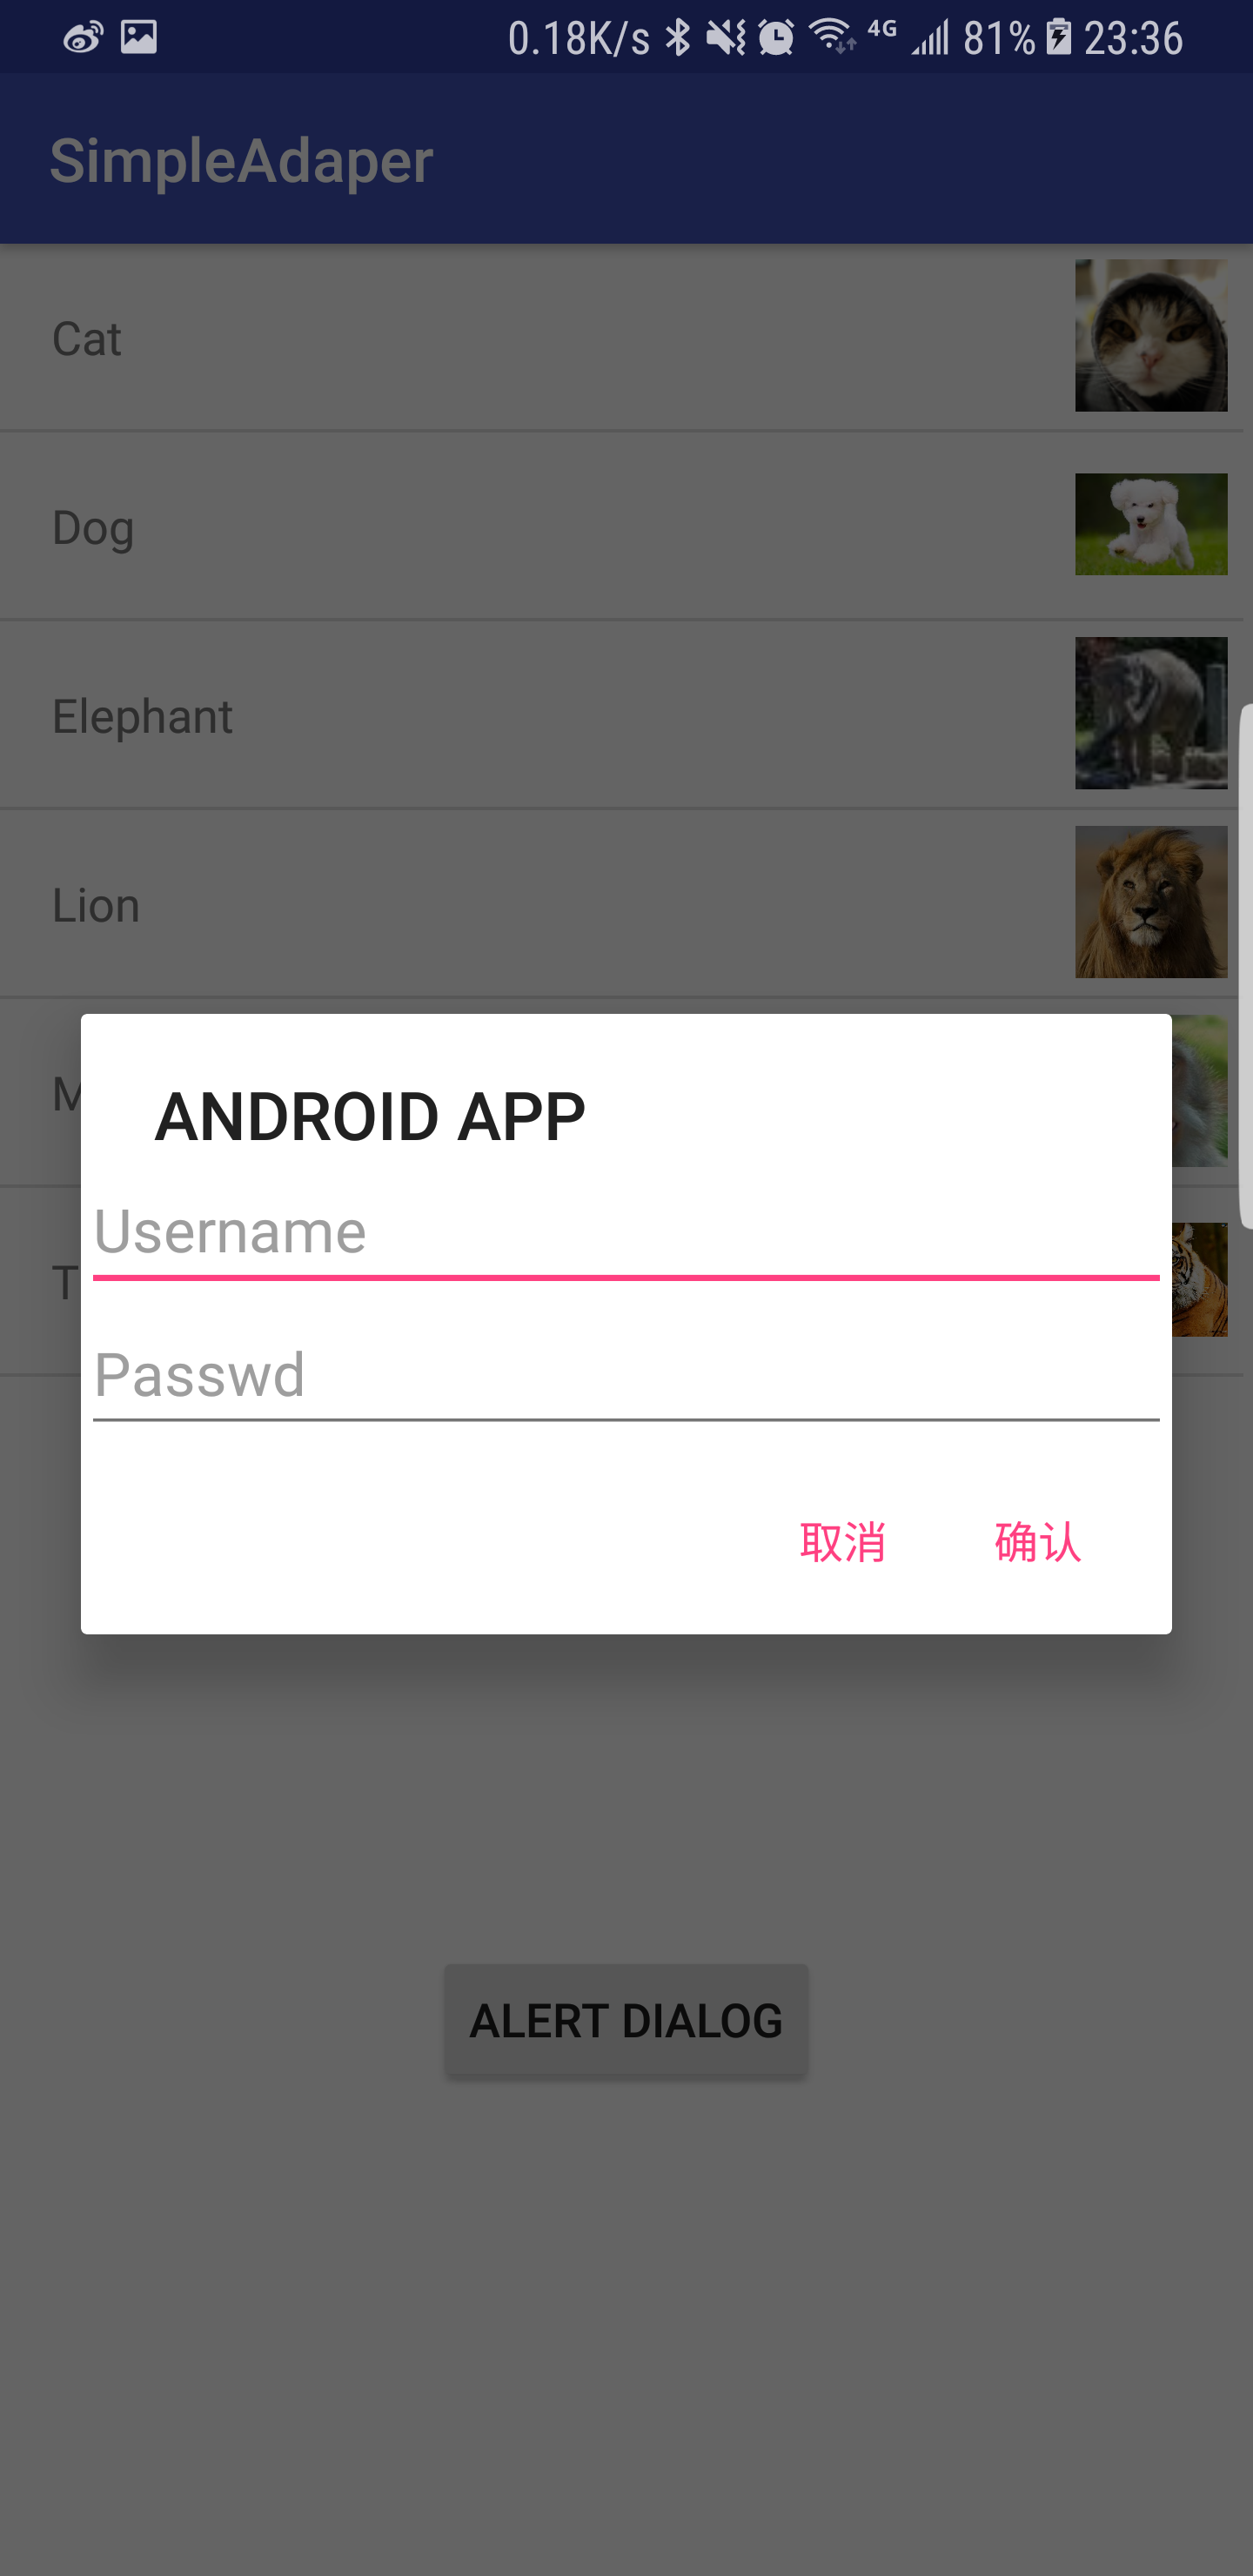 0.18K/s 4G 81% 23:36
SimpleAdaper
Cat
Dog
Elephant
Lion
M
T
ANDROID APP
Username
Passwd
取消 确认
ALERT DIALOG